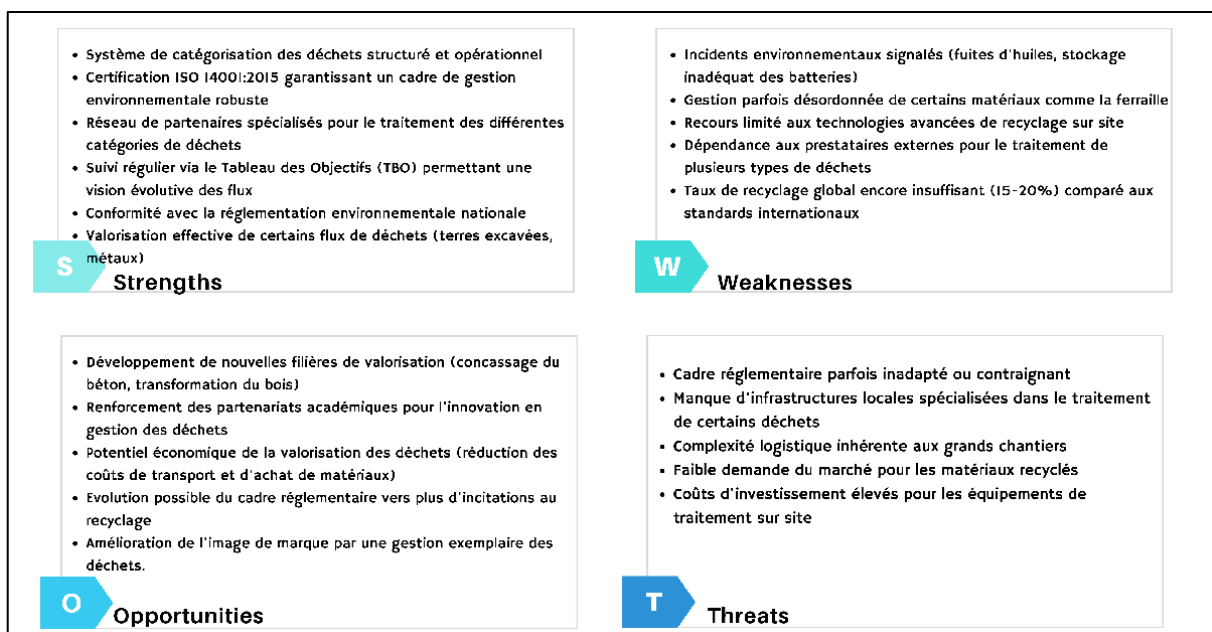 • Système de catégorisation des déchets structuré et opérationnel
• Certification ISO 14001:2015 garantissant un cadre de gestion
environnementale robuste
• Réseau de partenaires spécialisés pour le traitement des différentes
catégories de déchets
• Suivi régulier via le Tableau des Objectifs (TBO) permettant une
vision évolutive des flux
• Conformité avec la réglementation environnementale nationale
• Valorisation effective de certains flux de déchets (terres excavées,
métaux)
S
Strengths
• Incidents environnementaux signalés (fuites d'huiles, stockage
inadéquat des batteries)
• Gestion parfois désordonnée de certains matériaux comme la ferraille
• Recours limité aux technologies avancées de recyclage sur site
• Dépendance aux prestataires externes pour le traitement de
plusieurs types de déchets
• Taux de recyclage global encore insuffisant (15-20%) comparé aux
standards internationaux
W
Weaknesses
• Développement de nouvelles filières de valorisation (concassage du
béton, transformation du bois)
• Renforcement des partenariats académiques pour l'innovation en
gestion des déchets
• Potentiel économique de la valorisation des déchets (réduction des
coûts de transport et d'achat de matériaux)
• Evolution possible du cadre réglementaire vers plus d'incitations au
recyclage
• Amélioration de l'image de marque par une gestion exemplaire des
déchets.
O
Opportunities
• Cadre réglementaire parfois inadapté ou contraignant
• Manque d'infrastructures locales spécialisées dans le traitement
de certains déchets
• Complexité logistique inhérente aux grands chantiers
• Faible demande du marché pour les matériaux recyclés
• Coûts d'investissement élevés pour les équipements de
traitement sur site
T
Threats